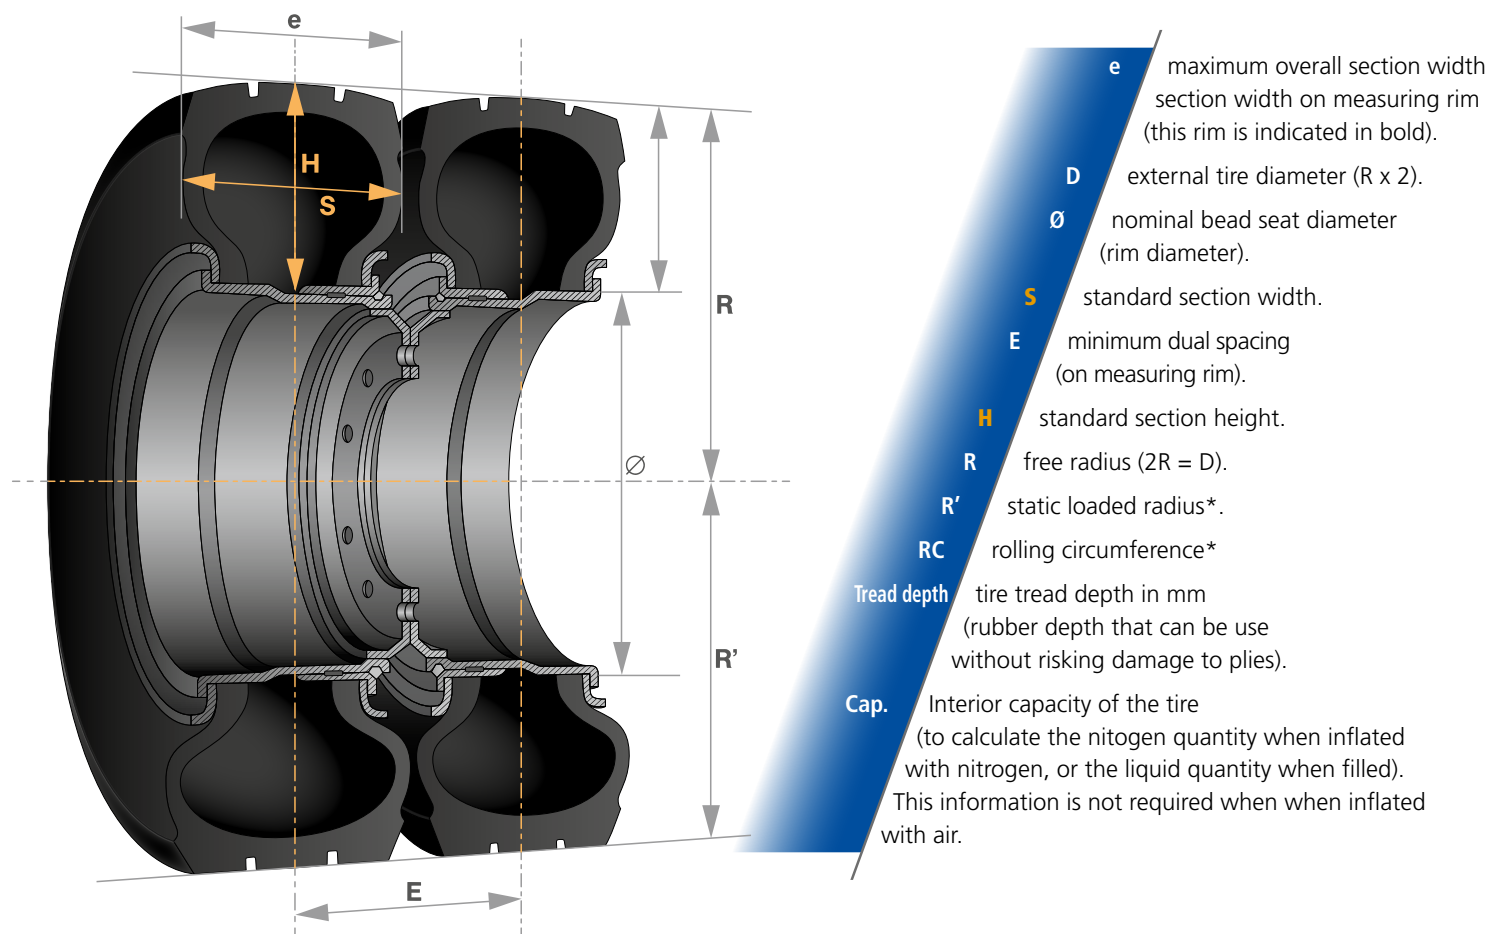 e
H
S
R
Ø
R’
E
e maximum overall section width
section width on measuring rim
(this rim is indicated in bold).
D external tire diameter (R x 2).
Ø nominal bead seat diameter
(rim diameter).
S standard section width.
E minimum dual spacing
(on measuring rim).
H standard section height.
R free radius (2R = D).
R’ static loaded radius*.
RC rolling circumference*
Tread depth tire tread depth in mm
(rubber depth that can be use
without risking damage to plies).
Cap. Interior capacity of the tire
(to calculate the nitogen quantity when inflated
with nitrogen, or the liquid quantity when filled).
This information is not required when when inflated
with air.